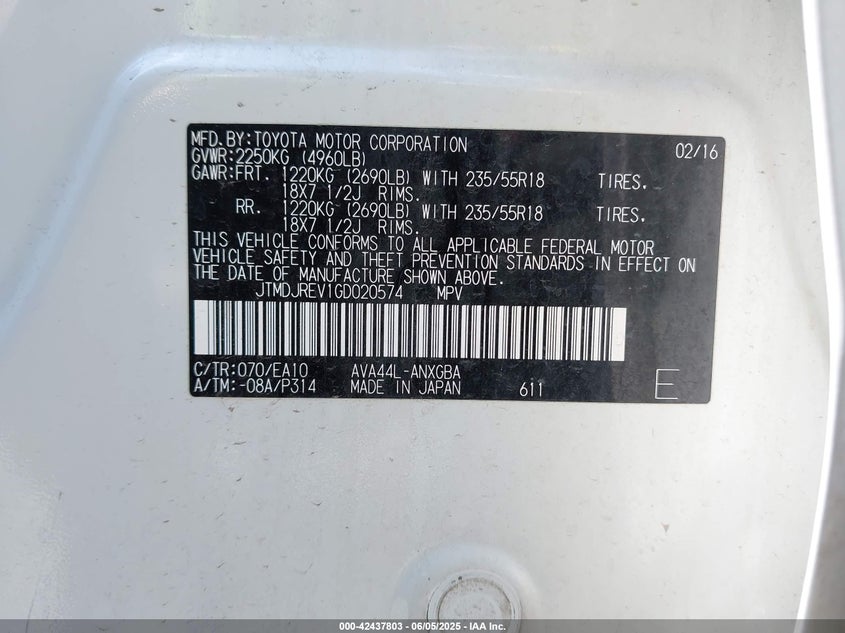 MFD.BY:TOYOTA MOTOR CORPORATION 02/16
GVWR:2250KG (4960LB)
GAWR:FRT. 1220KG (2690LB) WITH 235/55R18 TIRES.
18X7 1/2J RIMS.
RR. 1220KG (2690LB) WITH 235/55R18 TIRES.
18X7 1/2J RIMS.
THIS VEHICLE CONFORMS TO ALL APPLICABLE FEDERAL MOTOR
VEHICLE SAFETY AND THEFT PREVENTION STANDARDS IN EFFECT ON
THE DATE OF MANUFACTURE SHOWN ABOVE.
JTMDJREV1GD020574 MPV
C/TR:070/EA10 AVA44L-ANXGBA
A/TM:-08A/P314 MADE IN JAPAN 611 E
000-42437803 - 06/05/2025 - IAA Inc.